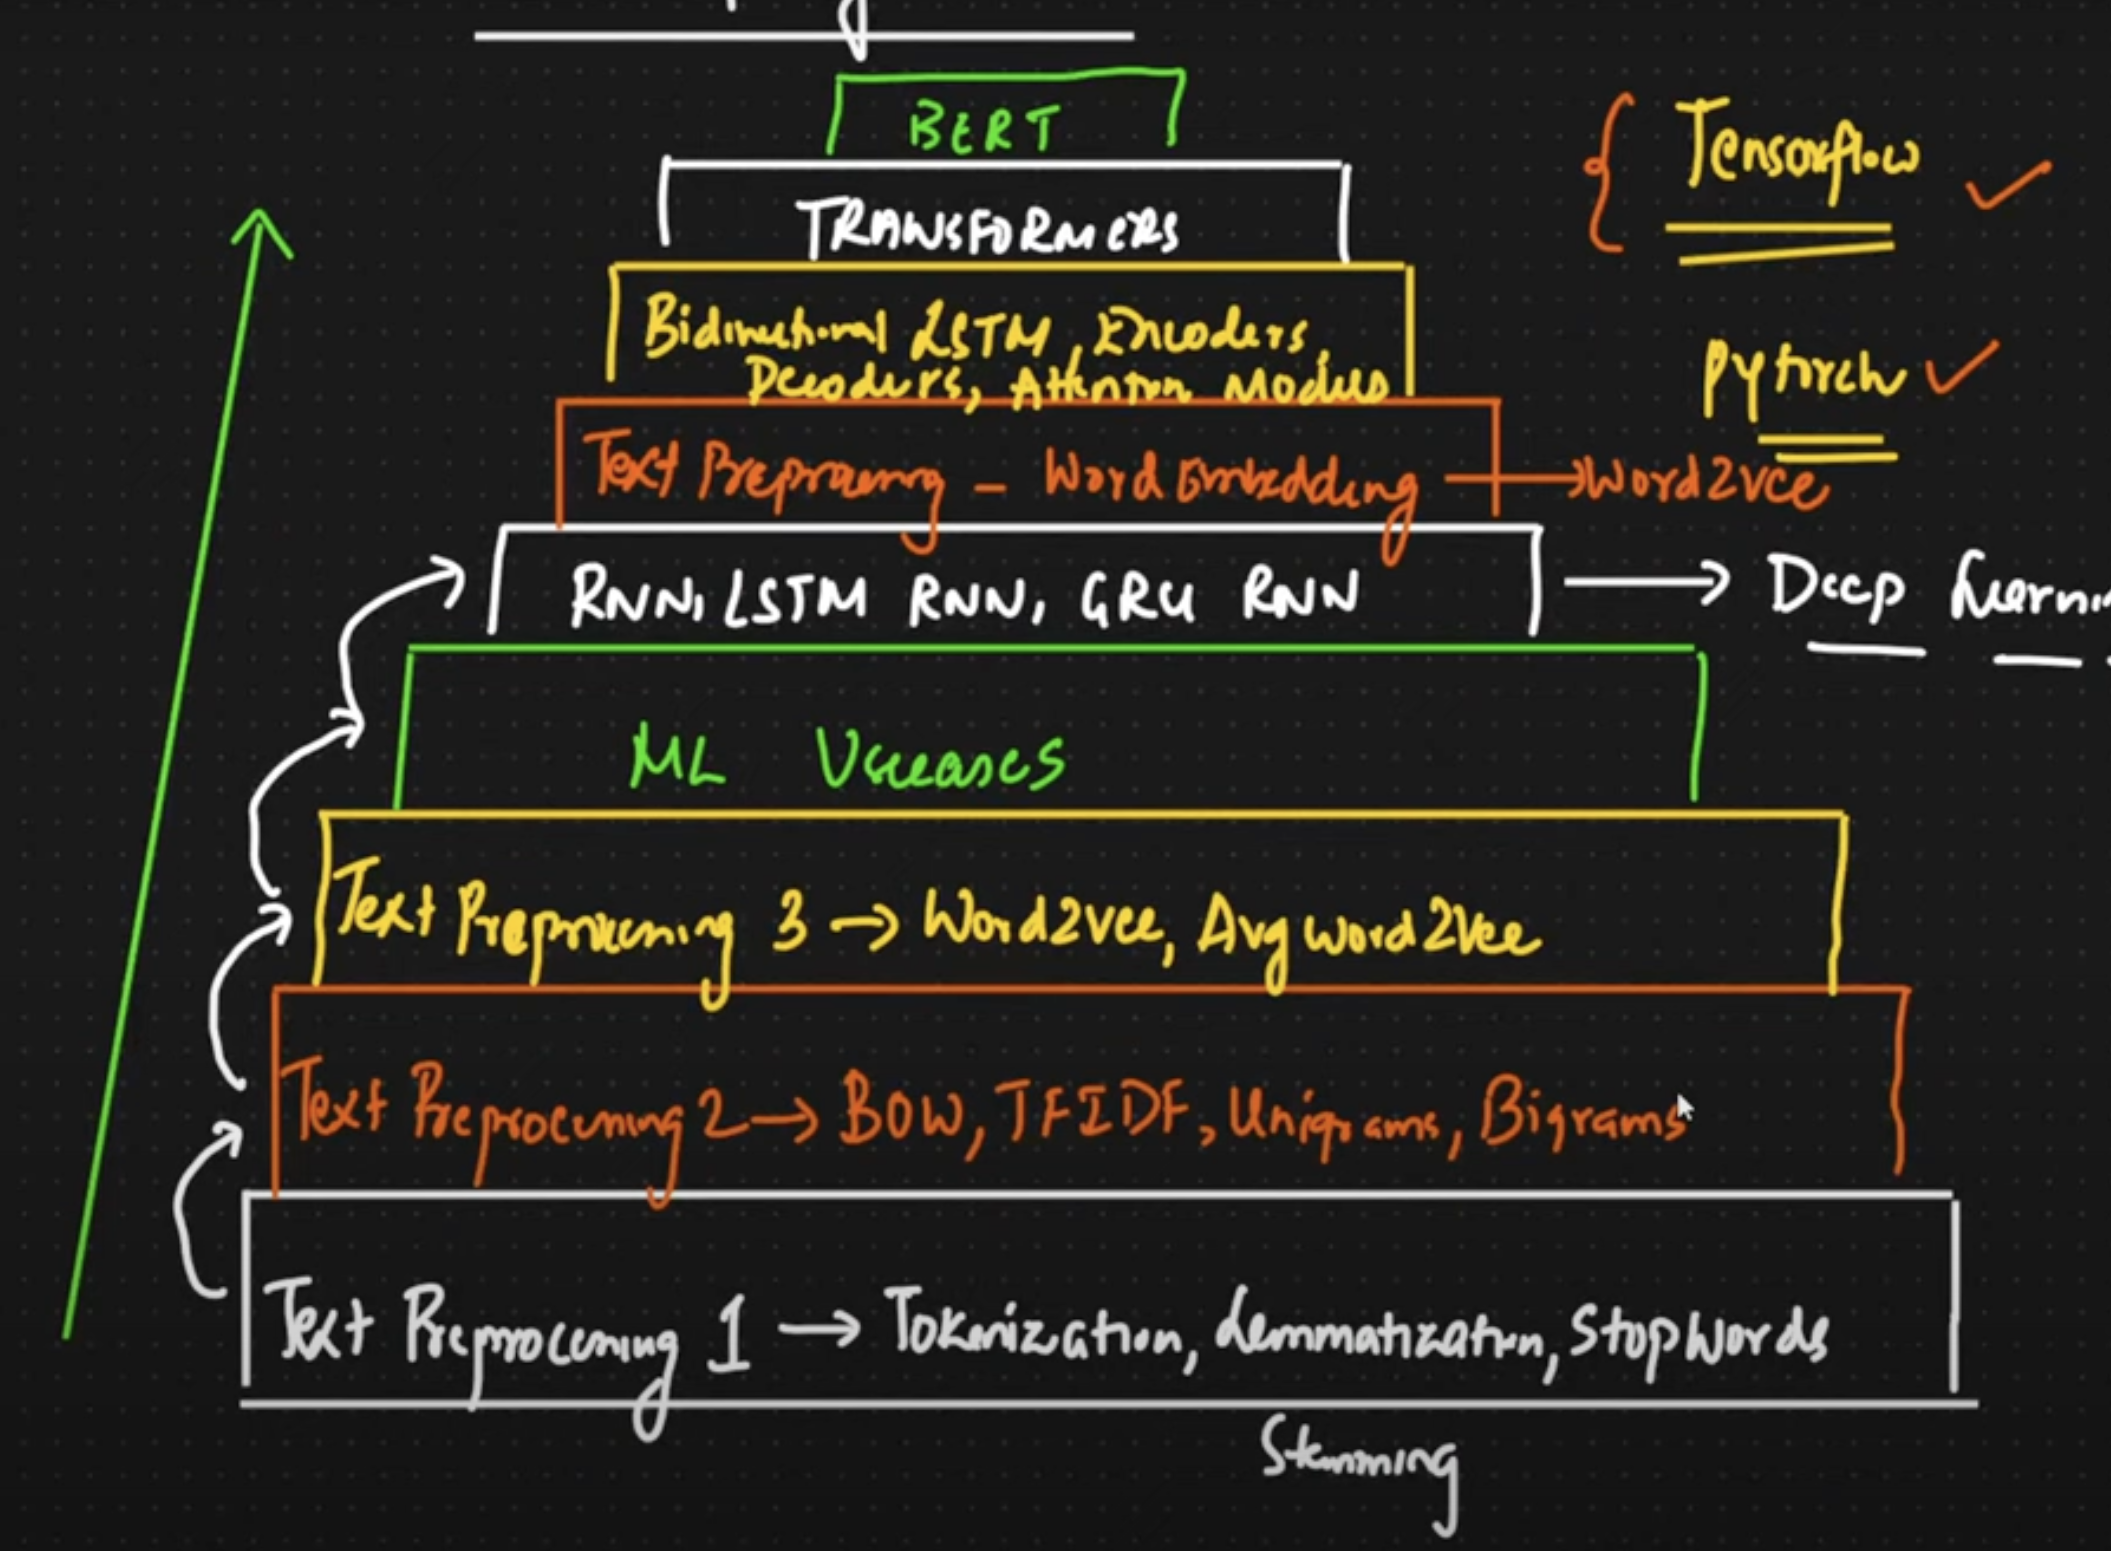 BERT
Tensorflow
TRANSFORMERS
Bidirectional LSTM, Encoders,
Decoders, Attention Models
Pytorch
Text Preprocessing - Word Embedding → Word2vec
RNN, LSTM RNN, GRU RNN → Deep
ML Usecases
Text Preprocessing 3 → Word2vec, Avg word2vec
Text Preprocessing 2 → BOW, TFIDF, Unigrams, Bigrams
Text Preprocessing 1 → Tokenization, Lemmatization, StopWords
Stemming